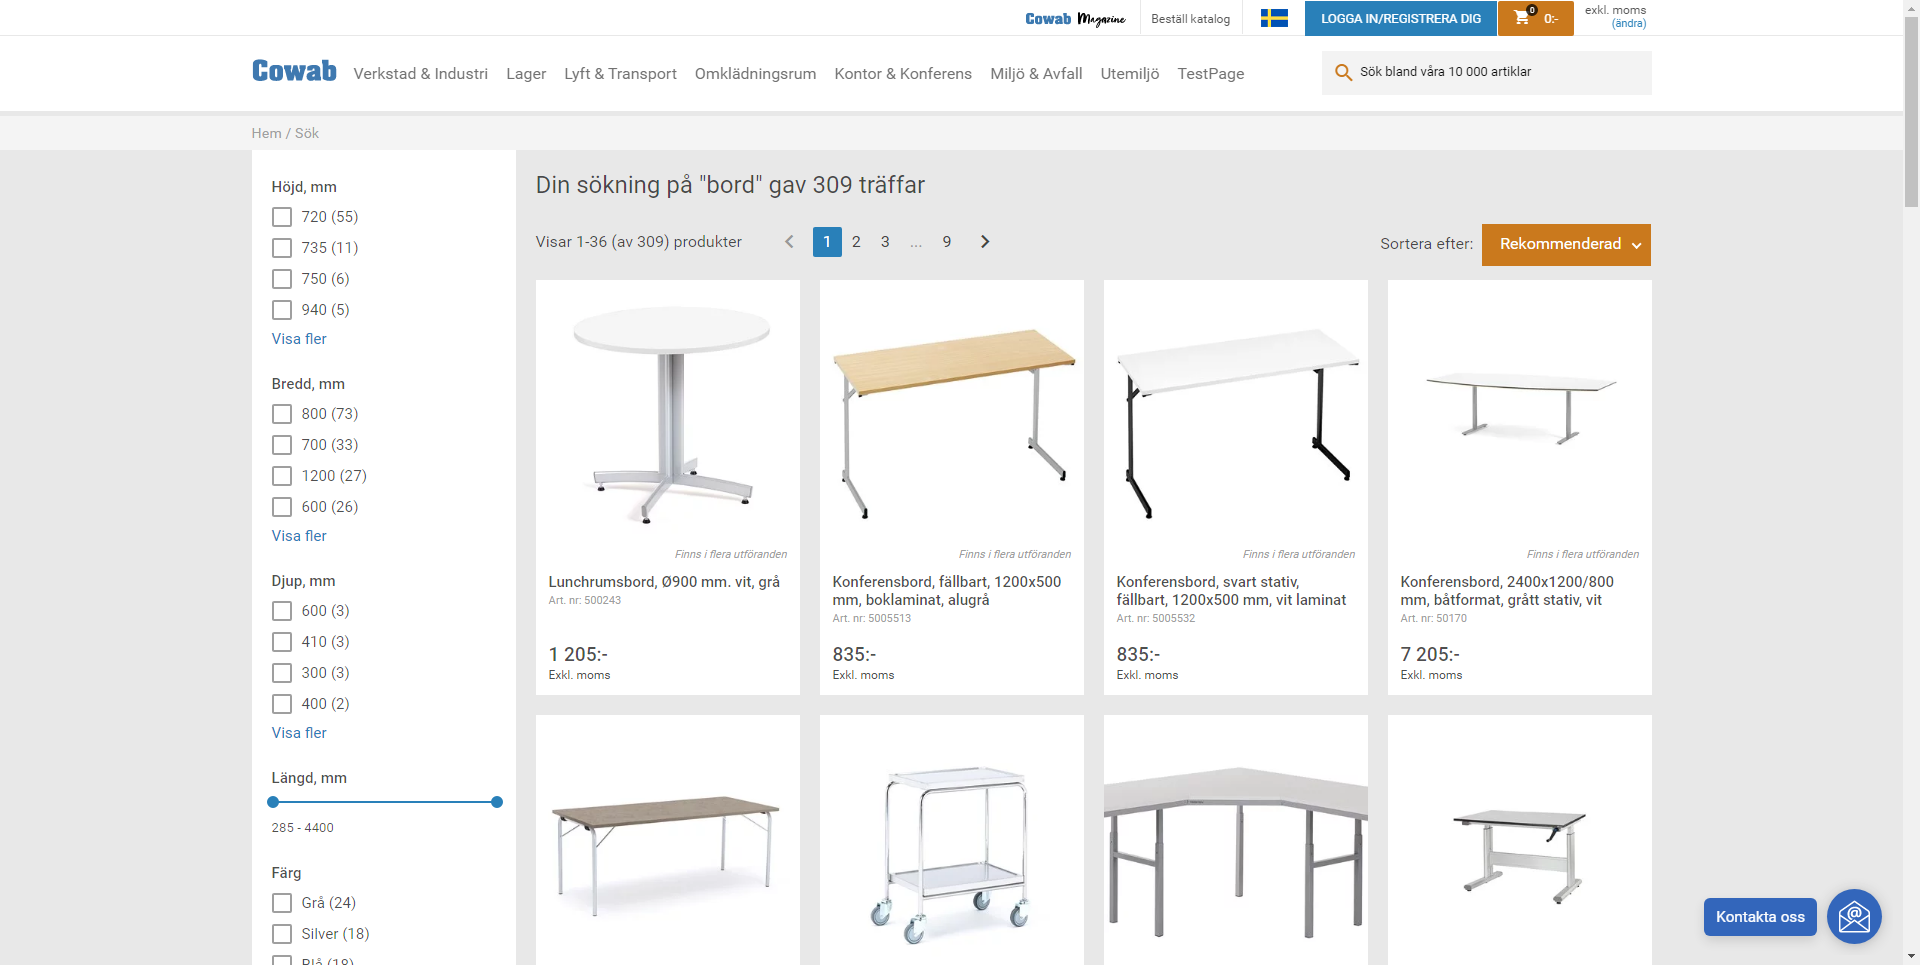 Cowab Magazine
Beställ katalog
LOGGA IN/REGISTRERA DIG
0
0:-
exkl. moms
(ändra)
Cowab
Verkstad & Industri
Lager
Lyft & Transport
Omklädningsrum
Kontor & Konferens
Miljö & Avfall
Utemiljö
TestPage
Sök bland våra 10 000 artiklar
Hem / Sök
Höjd, mm
720 (55)
735 (11)
750 (6)
940 (5)
Visa fler
Bredd, mm
800 (73)
700 (33)
1200 (27)
600 (26)
Visa fler
Djup, mm
600 (3)
410 (3)
300 (3)
400 (2)
Visa fler
Längd, mm
285 - 4400
Färg
Grå (24)
Silver (18)
Blå (18)
Din sökning på "bord" gav 309 träffar
Visar 1-36 (av 309) produkter
1 2 3 ... 9
Sortera efter:
Rekommenderad
Finns i flera utföranden
Lunchrumsbord, Ø900 mm. vit, grå
Art. nr: 500243
1 205:-
Exkl. moms
Finns i flera utföranden
Konferensbord, fällbart, 1200x500
mm, boklaminat, alugrå
Art. nr: 5005513
835:-
Exkl. moms
Finns i flera utföranden
Konferensbord, svart stativ,
fällbart, 1200x500 mm, vit laminat
Art. nr: 5005532
835:-
Exkl. moms
Finns i flera utföranden
Konferensbord, 2400x1200/800
mm, båtformat, grått stativ, vit
Art. nr: 50170
7 205:-
Exkl. moms
Kontakta oss